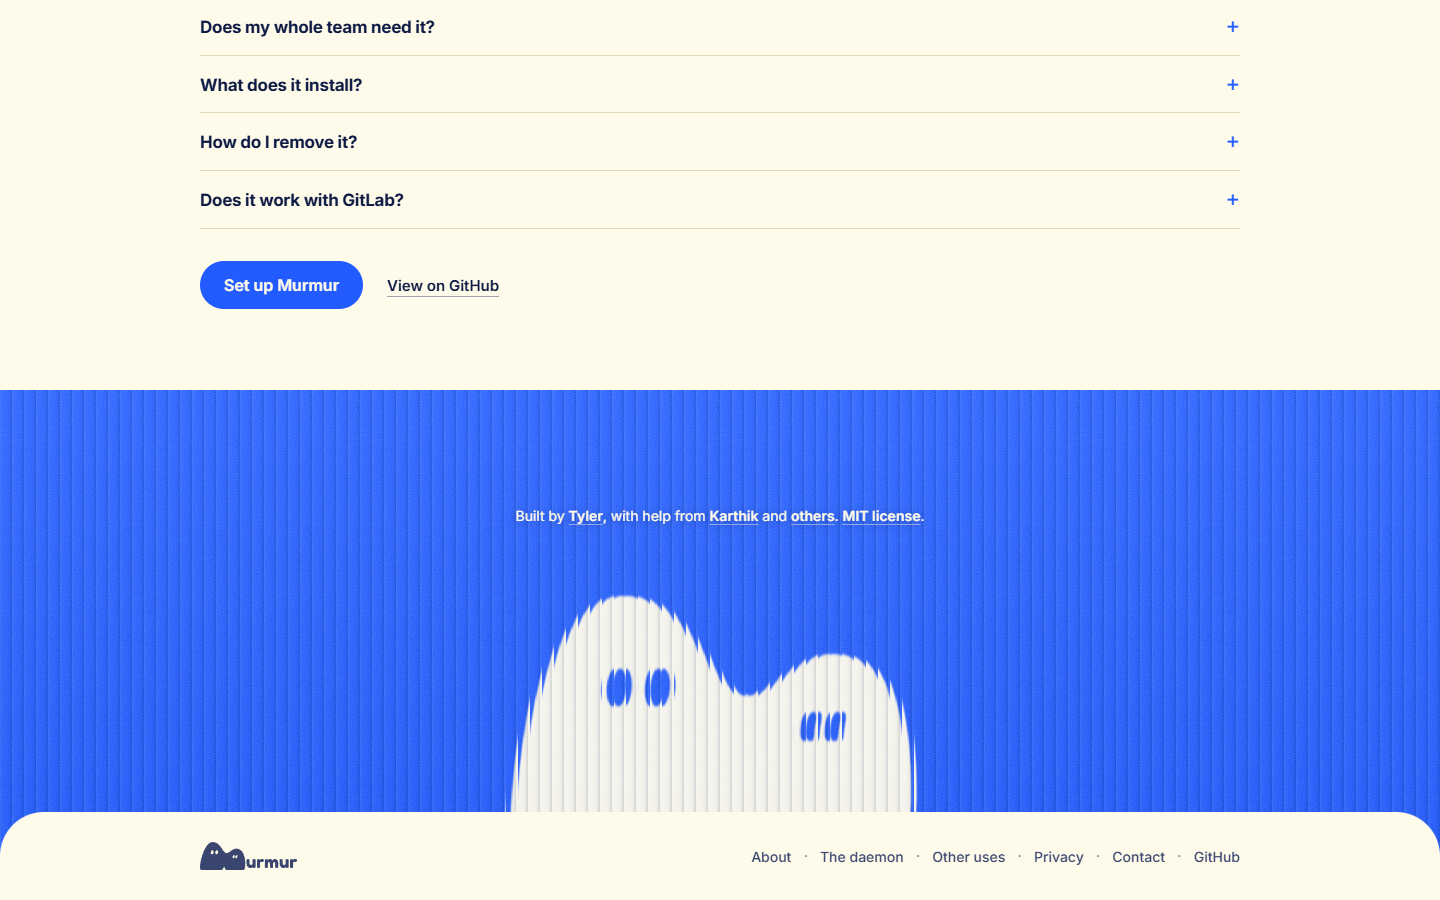 Does my whole team need it? +
What does it install? +
How do I remove it? +
Does it work with GitLab? +
Set up Murmur View on GitHub
Built by Tyler, with help from Karthik and others. MIT license.
urmur About · The daemon · Other uses · Privacy · Contact · GitHub